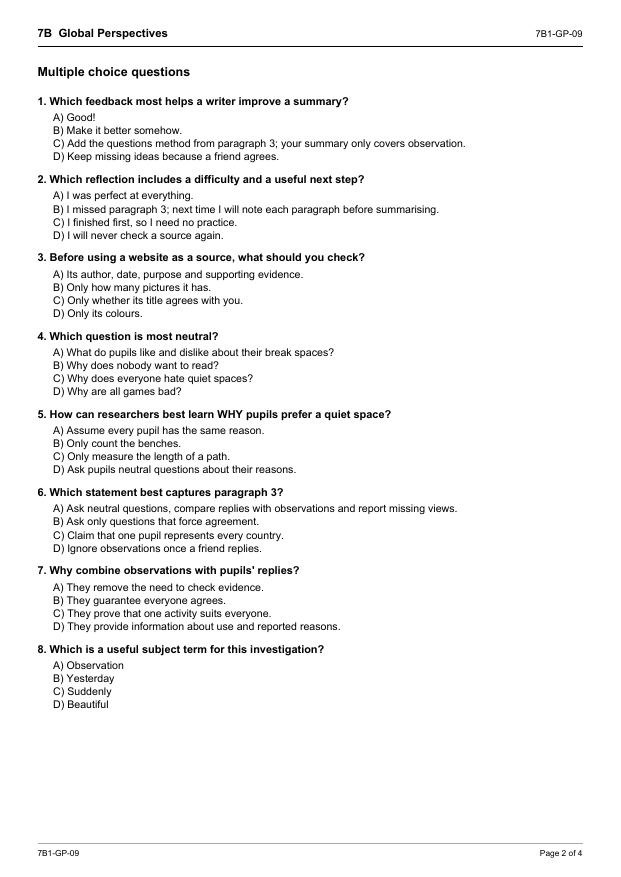 7B Global Perspectives
7B1-GP-09
Multiple choice questions
1. Which feedback most helps a writer improve a summary?
A) Good!
B) Make it better somehow.
C) Add the questions method from paragraph 3; your summary only covers observation.
D) Keep missing ideas because a friend agrees.
2. Which reflection includes a difficulty and a useful next step?
A) I was perfect at everything.
B) I missed paragraph 3; next time I will note each paragraph before summarising.
C) I finished first, so I need no practice.
D) I will never check a source again.
3. Before using a website as a source, what should you check?
A) Its author, date, purpose and supporting evidence.
B) Only how many pictures it has.
C) Only whether its title agrees with you.
D) Only its colours.
4. Which question is most neutral?
A) What do pupils like and dislike about their break spaces?
B) Why does nobody want to read?
C) Why does everyone hate quiet spaces?
D) Why are all games bad?
5. How can researchers best learn WHY pupils prefer a quiet space?
A) Assume every pupil has the same reason.
B) Only count the benches.
C) Only measure the length of a path.
D) Ask pupils neutral questions about their reasons.
6. Which statement best captures paragraph 3?
A) Ask neutral questions, compare replies with observations and report missing views.
B) Ask only questions that force agreement.
C) Claim that one pupil represents every country.
D) Ignore observations once a friend replies.
7. Why combine observations with pupils' replies?
A) They remove the need to check evidence.
B) They guarantee everyone agrees.
C) They prove that one activity suits everyone.
D) They provide information about use and reported reasons.
8. Which is a useful subject term for this investigation?
A) Observation
B) Yesterday
C) Suddenly
D) Beautiful
7B1-GP-09
Page 2 of 4